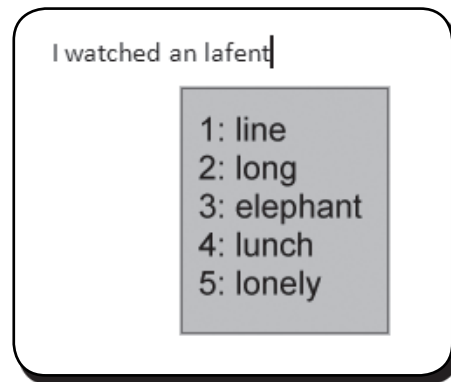 I watched an lafent
1: line
2: long
3: elephant
4: lunch
5: lonely